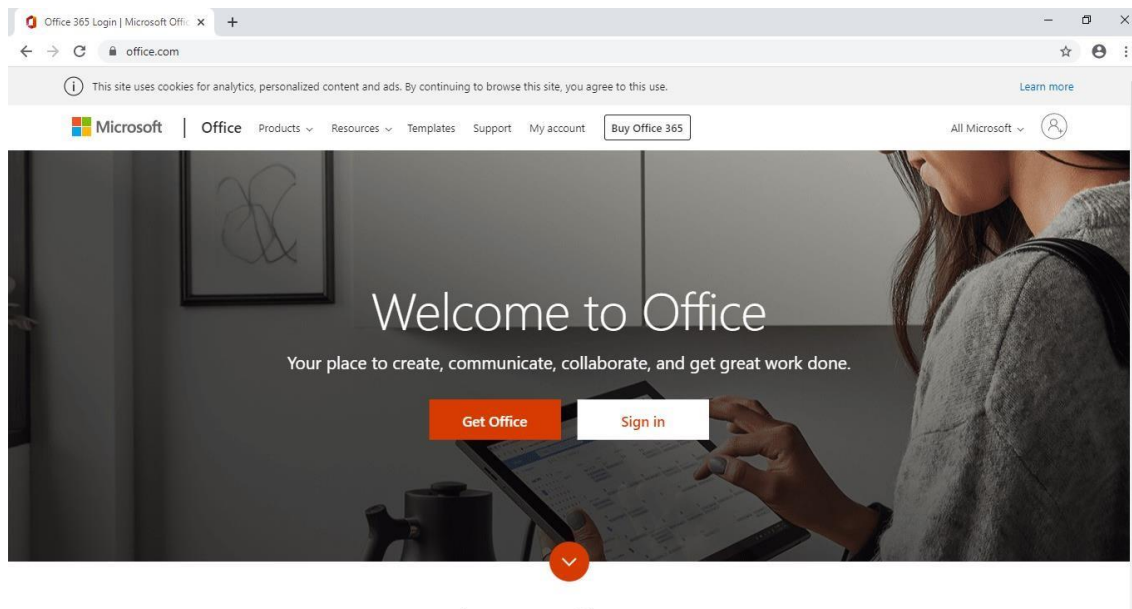 Office 365 Login | Microsoft Offic
office.com
This site uses cookies for analytics, personalized content and ads. By continuing to browse this site, you agree to this use. Learn more
Microsoft | Office Products Resources Templates Support My account Buy Office 365 All Microsoft
Welcome to Office
Your place to create, communicate, collaborate, and get great work done.
Get Office Sign in